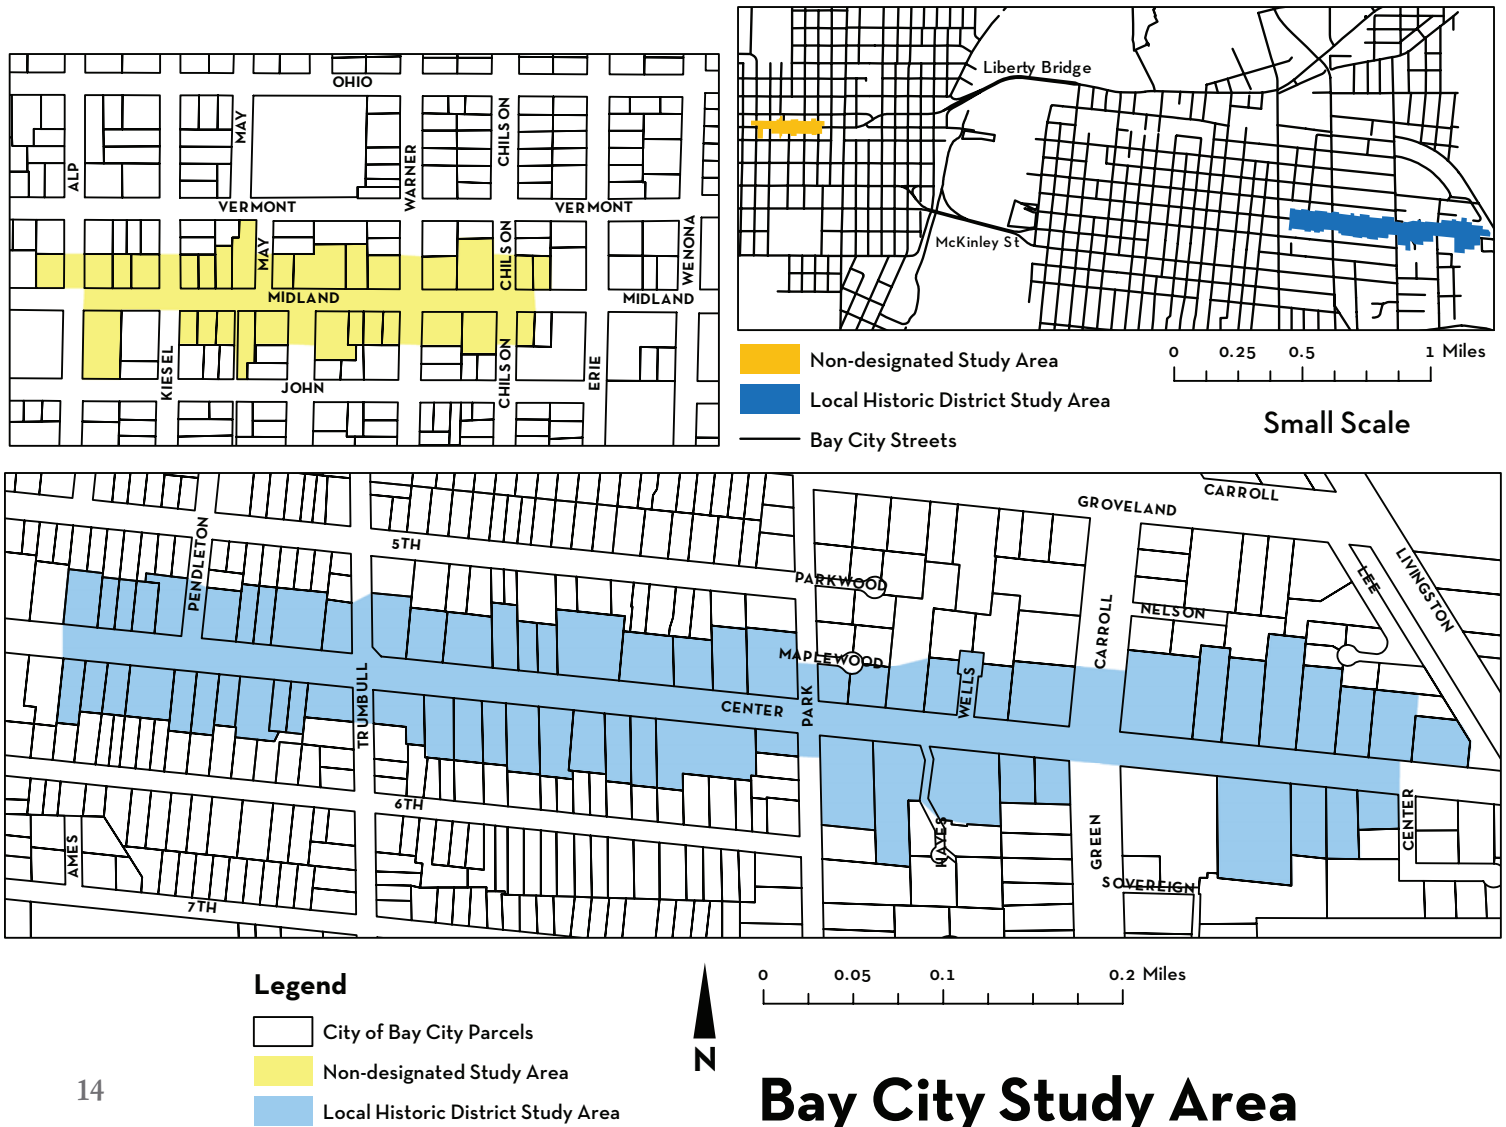 OHIO
MAY
CHILSON
ALP
WARNER
VERMONT
VERMONT
MAY
CHILSON
WENONA
MIDLAND
MIDLAND
KIESEL
CHILSON
ERIE
JOHN
Liberty Bridge
McKinley St
Non-designated Study Area
Local Historic District Study Area
Bay City Streets
0 0.25 0.5 1 Miles
Small Scale
CARROLL
GROVELAND
5TH
PENDLETON
PARKWOOD
LEE
LIVINGSTON
NELSON
CARROLL
MAPLEWOOD
WELLS
TRUMBULL
CENTER
PARK
6TH
HAYES
GREEN
CENTER
AMES
SOVEREIGN
7TH
Legend
City of Bay City Parcels
Non-designated Study Area
Local Historic District Study Area
N
0 0.05 0.1 0.2 Miles
Bay City Study Area
14